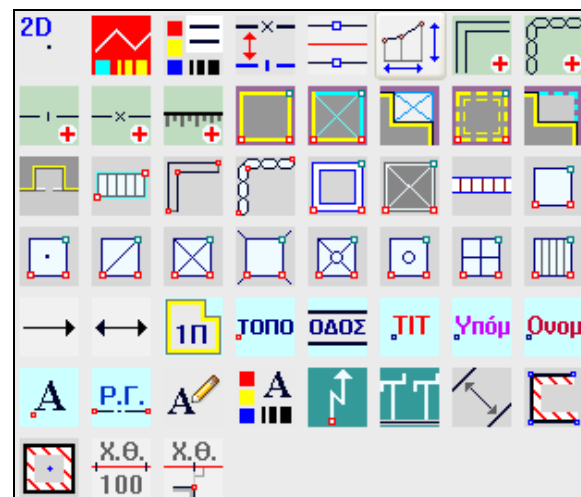 2D
1Π
ΤΟΠΟ
ΟΔΟΣ
ΤΙΤ
Υπόμ
Ονομ
A
Ρ.Γ.
A
A
Χ.Θ.
100
Χ.Θ.